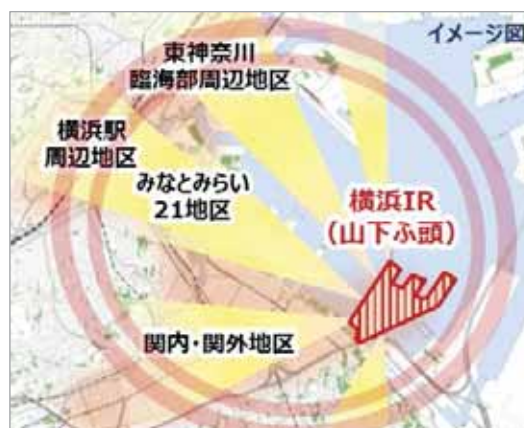 イメージ図
東神奈川
臨海部周辺地区
横浜駅
周辺地区
みなとみらい
21地区
横浜IR
(山下ふ頭)
関内・関外地区